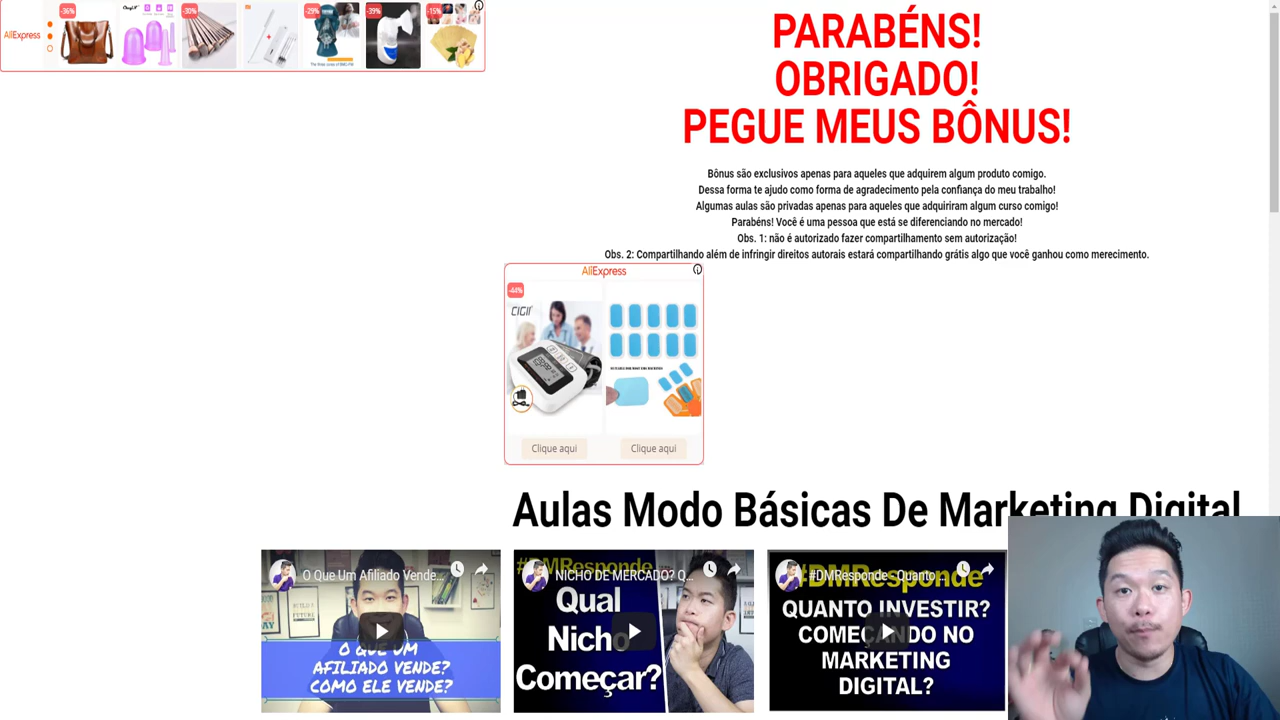 AliExpress
-36%
-30%
-29%
-39%
-15%
PARABÉNS!
OBRIGADO!
PEGUE MEUS BÔNUS!
Bônus são exclusivos apenas para aqueles que adquirem algum produto comigo.
Dessa forma te ajudo como forma de agradecimento pela confiança do meu trabalho!
Algumas aulas são privadas apenas para aqueles que adquiriram algum curso comigo!
Parabéns! Você é uma pessoa que está se diferenciando no mercado!
Obs. 1: não é autorizado fazer compartilhamento sem autorização!
Obs. 2: Compartilhando além de infringir direitos autorais estará compartilhando grátis algo que você ganhou como merecimento.
AliExpress
-44%
CIGII
Clique aqui
Clique aqui
Aulas Modo Básicas De Marketing Digital
O Que Um Afiliado Vende...
O QUE UM
AFILIADO VENDE?
COMO ELE VENDE?
#DMResponde
NICHO DE MERCADO? Q...
Qual
Nicho
Começar?
#DMResponde
#DMResponde - Quanto ...
QUANTO INVESTIR?
COMEÇANDO NO
MARKETING
DIGITAL?